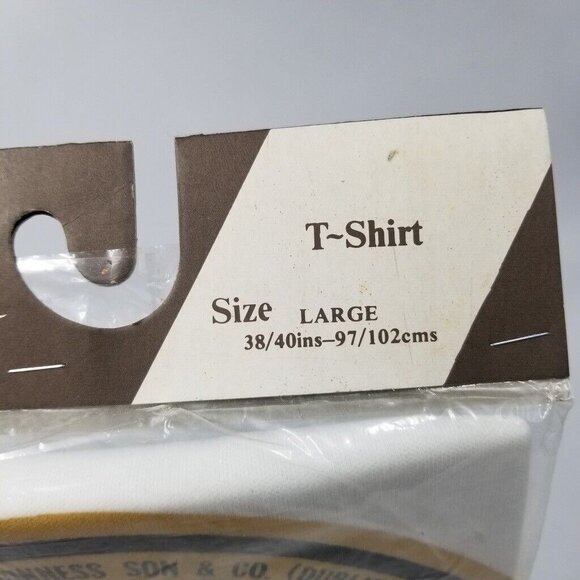 T~Shirt
Size LARGE
38/40ins–97/102cms
SON & CO.